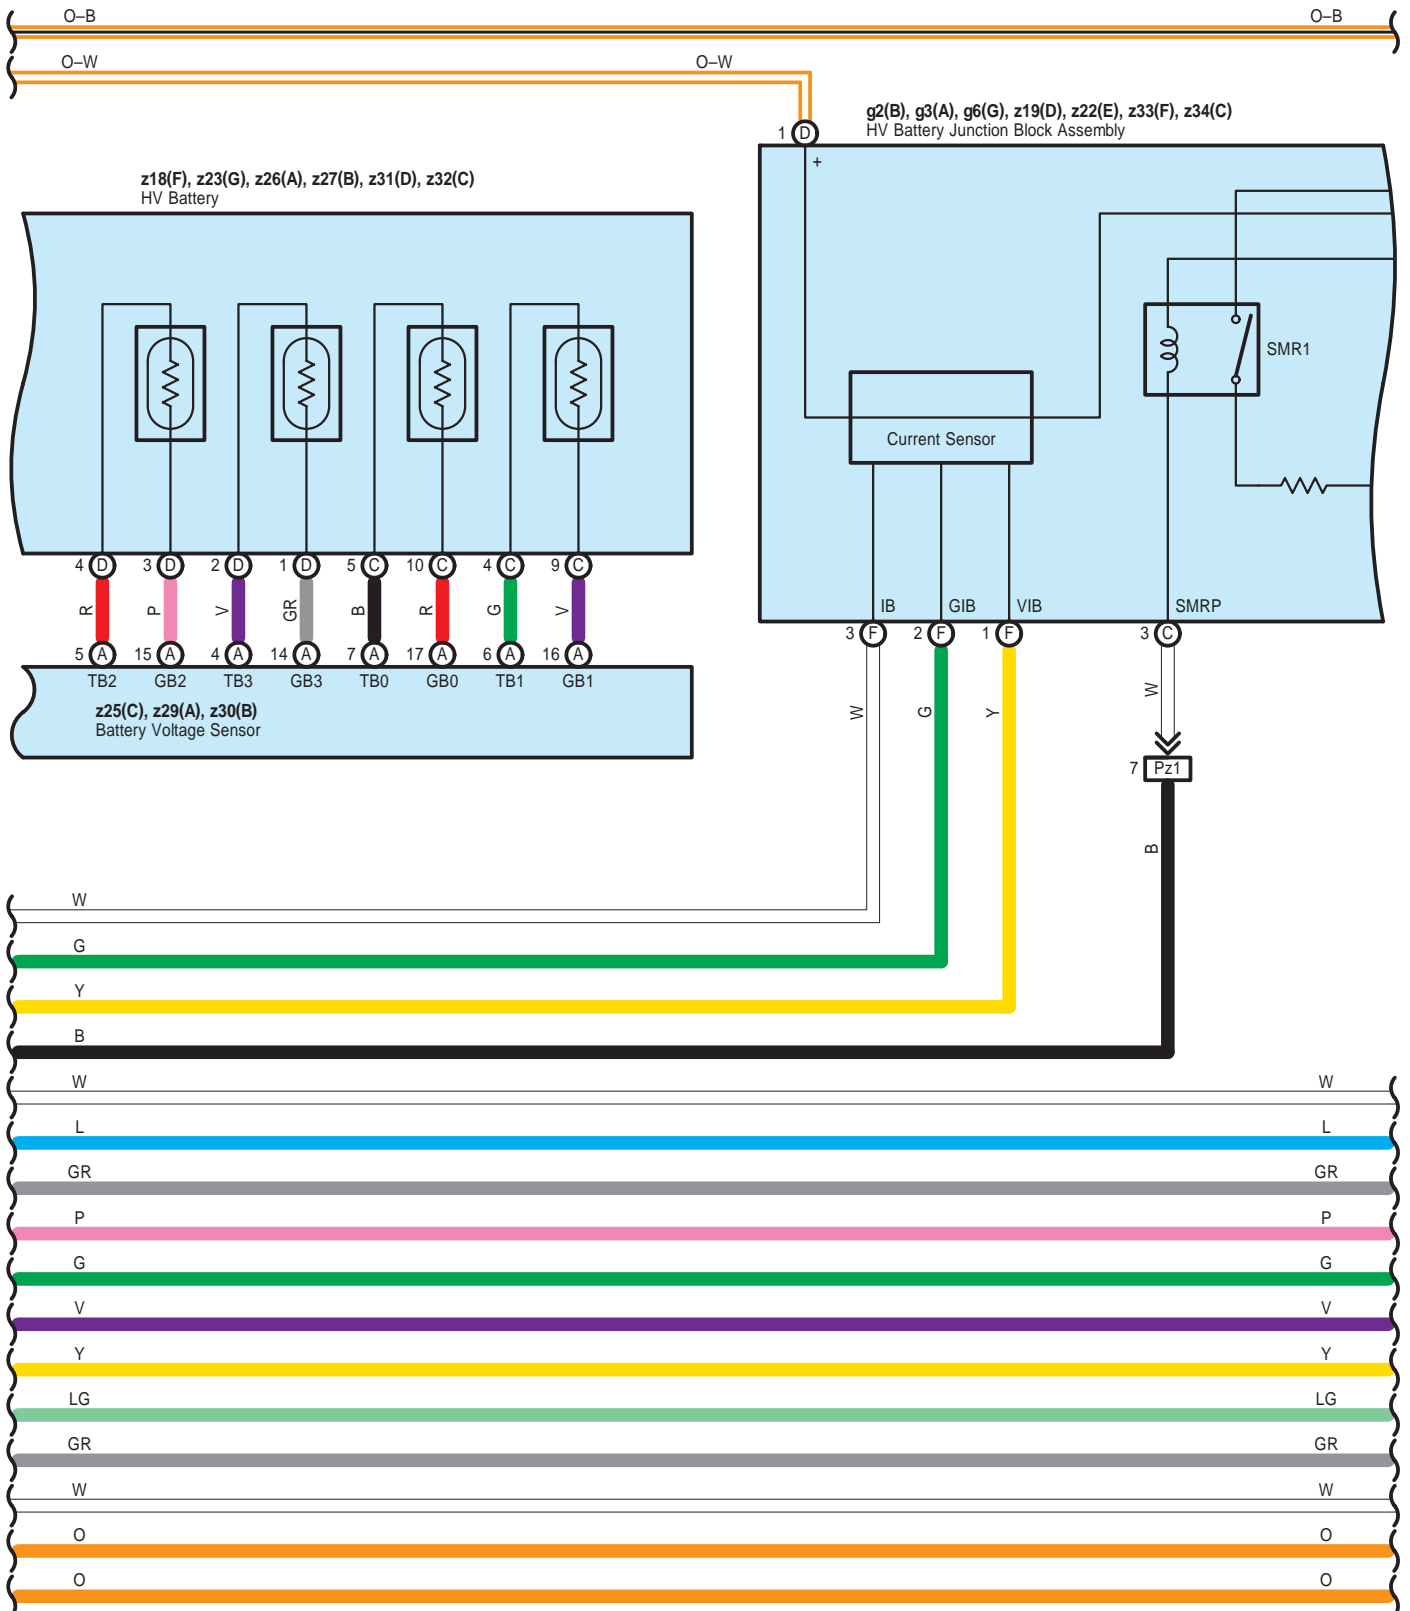 O–B O–B
O–W O–W
g2(B), g3(A), g6(G), z19(D), z22(E), z33(F), z34(C)
HV Battery Junction Block Assembly
1 D
+
z18(F), z23(G), z26(A), z27(B), z31(D), z32(C)
HV Battery
SMR1
Current Sensor
4 D 3 D 2 D 1 D 5 C 10 C 4 C 9 C
R P V GR B R G V
5 A 15 A 4 A 14 A 7 A 17 A 6 A 16 A
TB2 GB2 TB3 GB3 TB0 GB0 TB1 GB1
z25(C), z29(A), z30(B)
Battery Voltage Sensor
IB GIB VIB SMRP
3 F 2 F 1 F 3 C
W G Y W
7 Pz1
B
W
G
Y
B
W W
L L
GR GR
P P
G G
V V
Y Y
LG LG
GR GR
W W
O O
O O